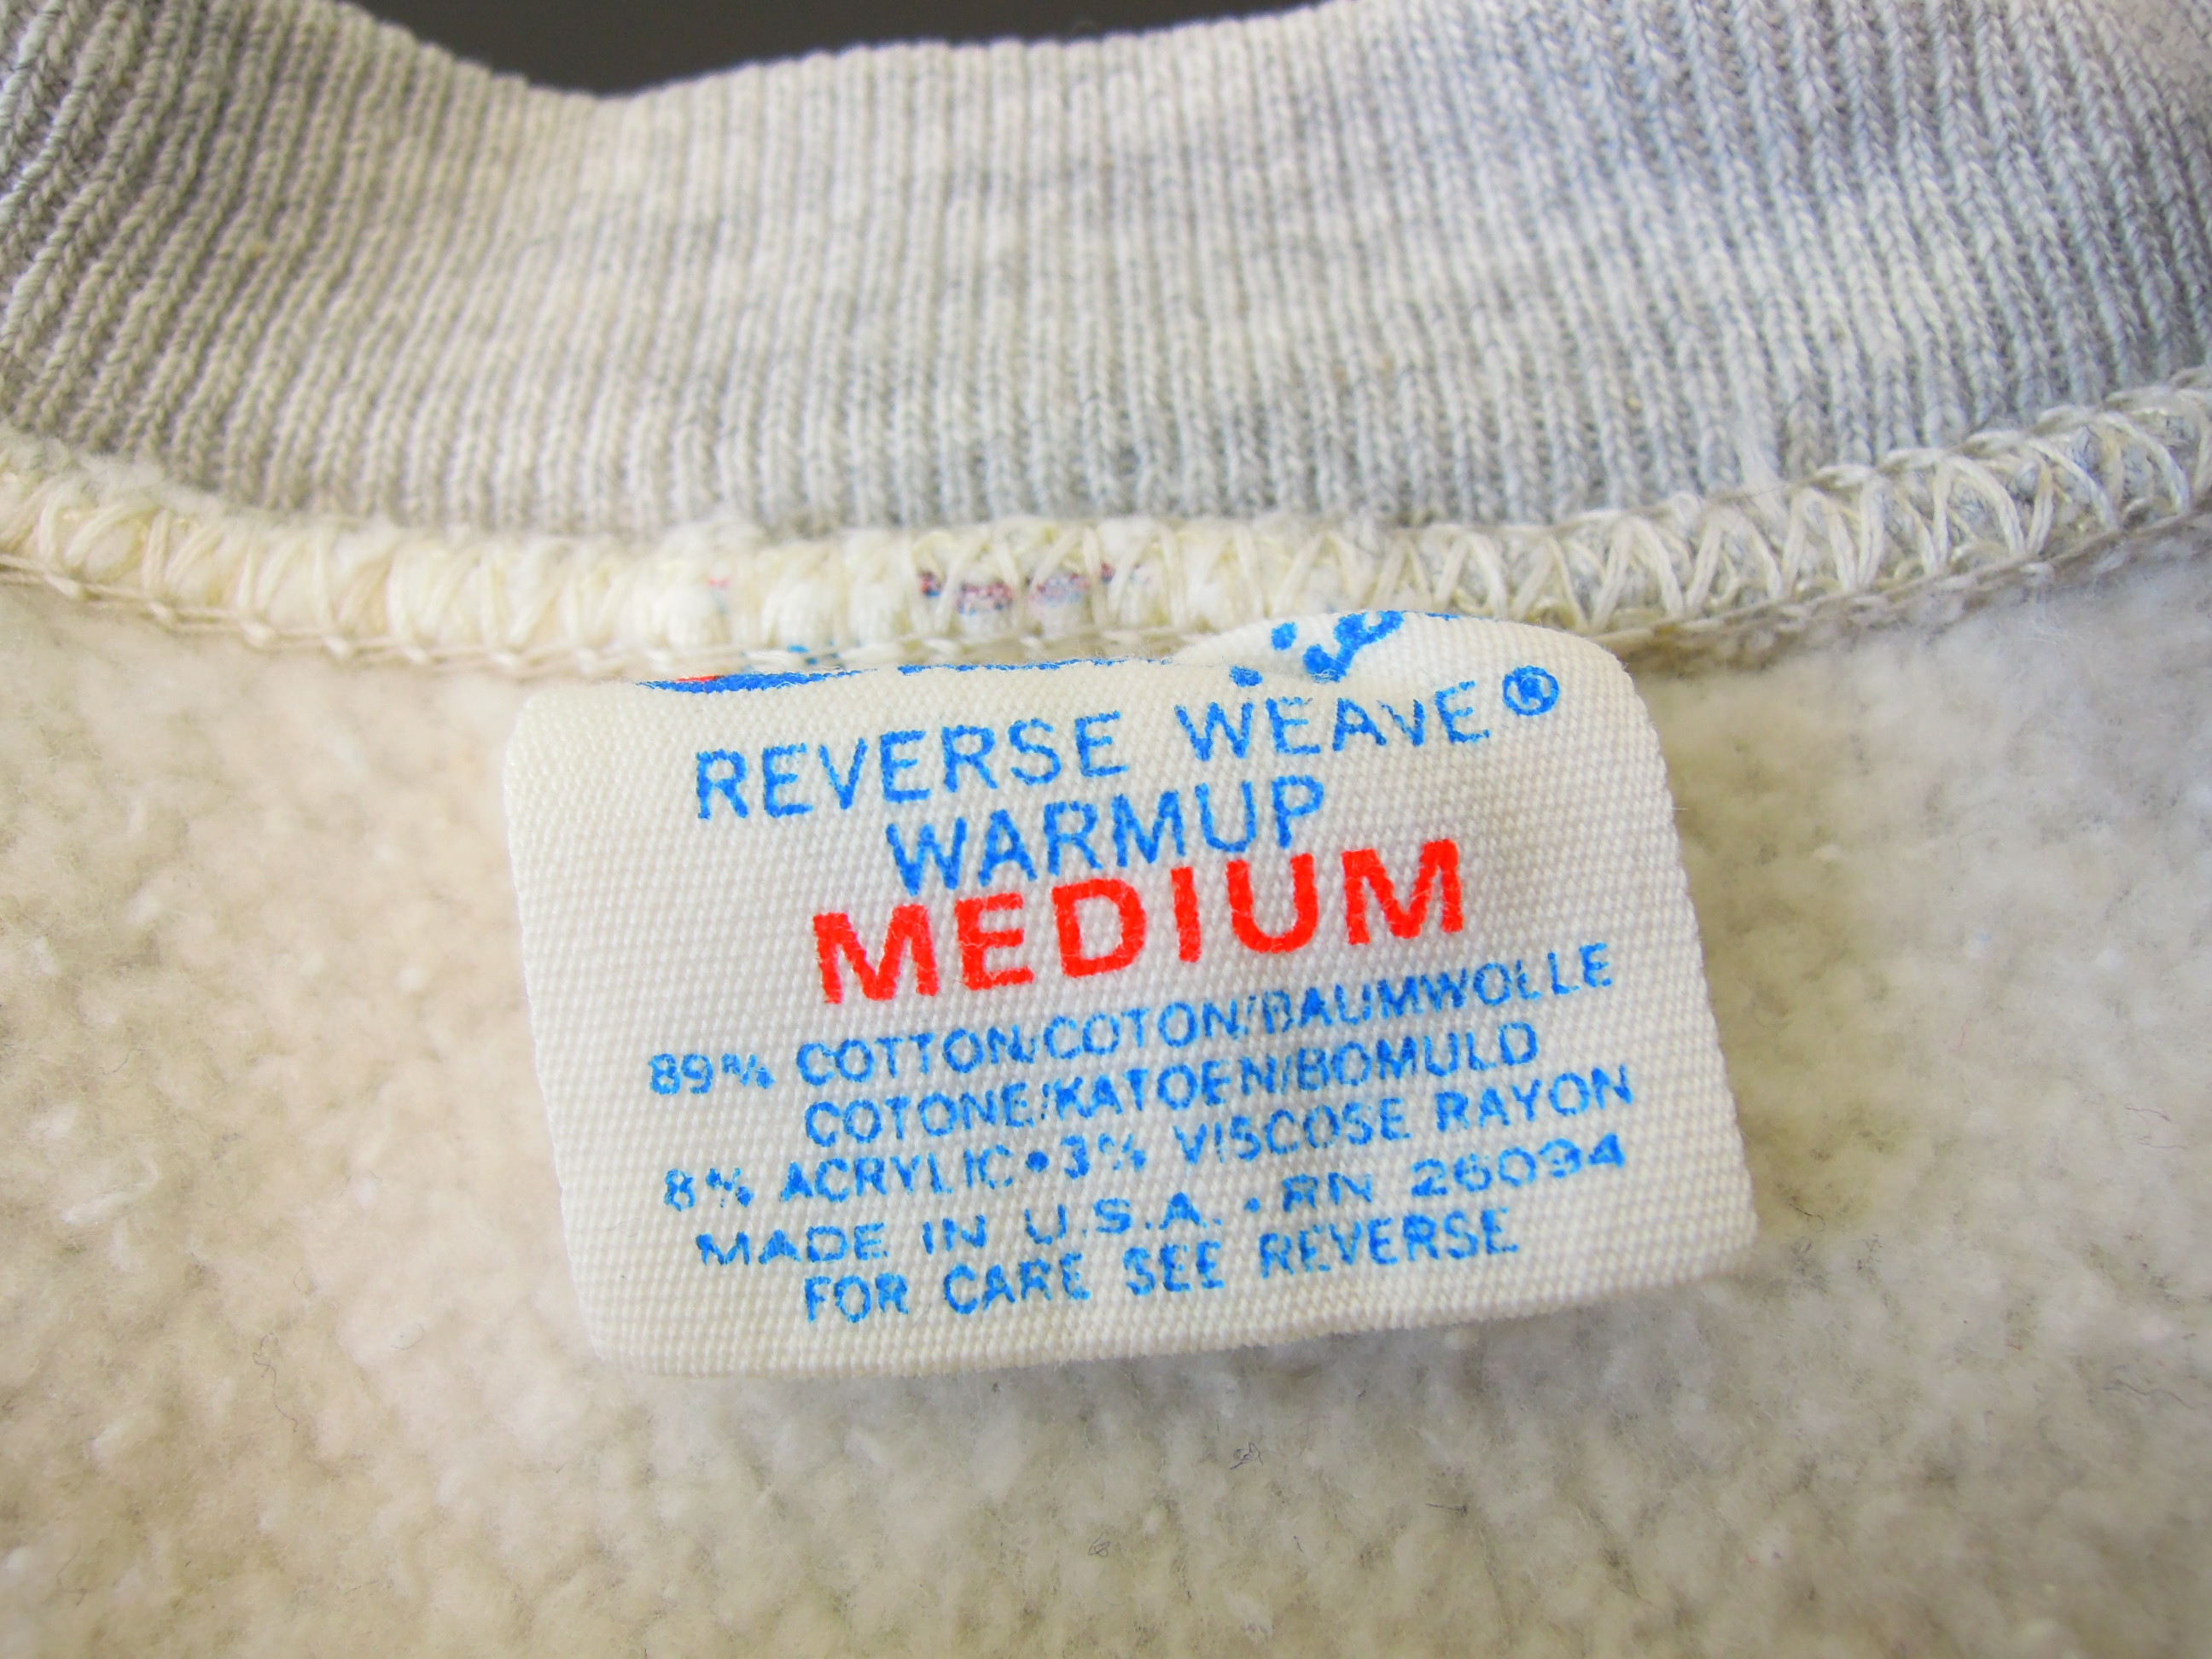 REVERSE WEAVE®
WARMUP
MEDIUM
89% COTTON/COTON/BAUMWOLLE
COTONE/KATOEN/BOMULD
8% ACRYLIC•3% VISCOSE RAYON
MADE IN U.S.A. • RN 26094
FOR CARE SEE REVERSE